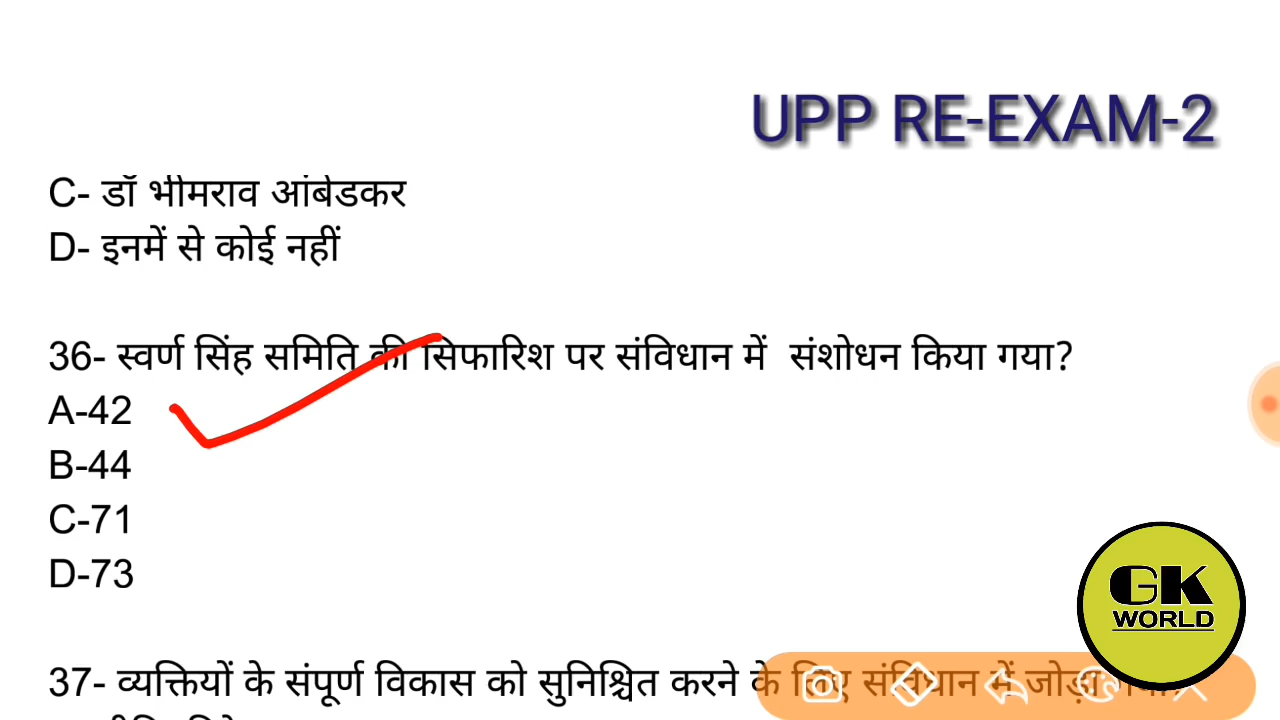 UPP RE-EXAM-2
C- डॉ भीमराव आंबेडकर
D- इनमें से कोई नहीं
36- स्वर्ण सिंह समिति की सिफारिश पर संविधान में संशोधन किया गया?
A-42
B-44
C-71
D-73
GK
WORLD
37- व्यक्तियों के संपूर्ण विकास को सुनिश्चित करने के लिए संविधान में जोड़ा